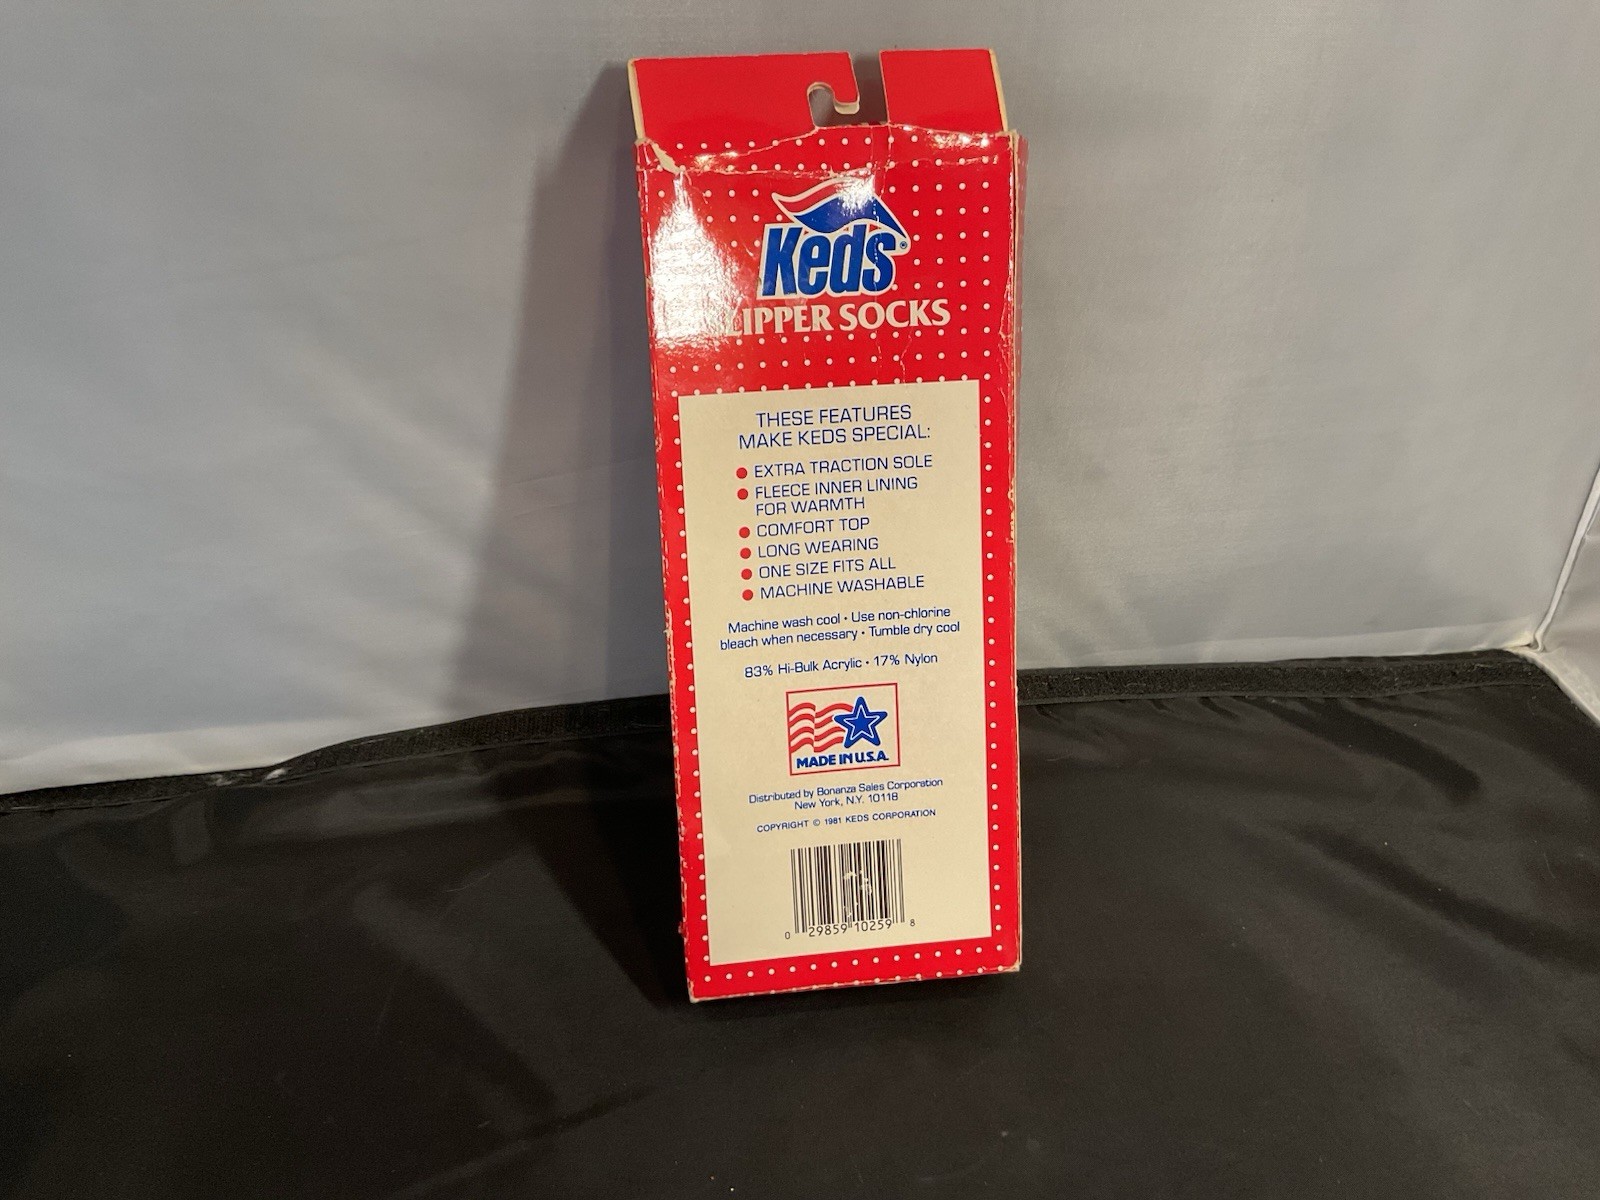 Keds®
SLIPPER SOCKS
THESE FEATURES
MAKE KEDS SPECIAL:
● EXTRA TRACTION SOLE
● FLEECE INNER LINING
FOR WARMTH
● COMFORT TOP
● LONG WEARING
● ONE SIZE FITS ALL
● MACHINE WASHABLE
Machine wash cool • Use non-chlorine
bleach when necessary • Tumble dry cool
83% Hi-Bulk Acrylic • 17% Nylon
MADE IN U.S.A.
Distributed by Bonanza Sales Corporation
New York, N.Y. 10118
COPYRIGHT © 1981 KEDS CORPORATION
0 29859 10259 8